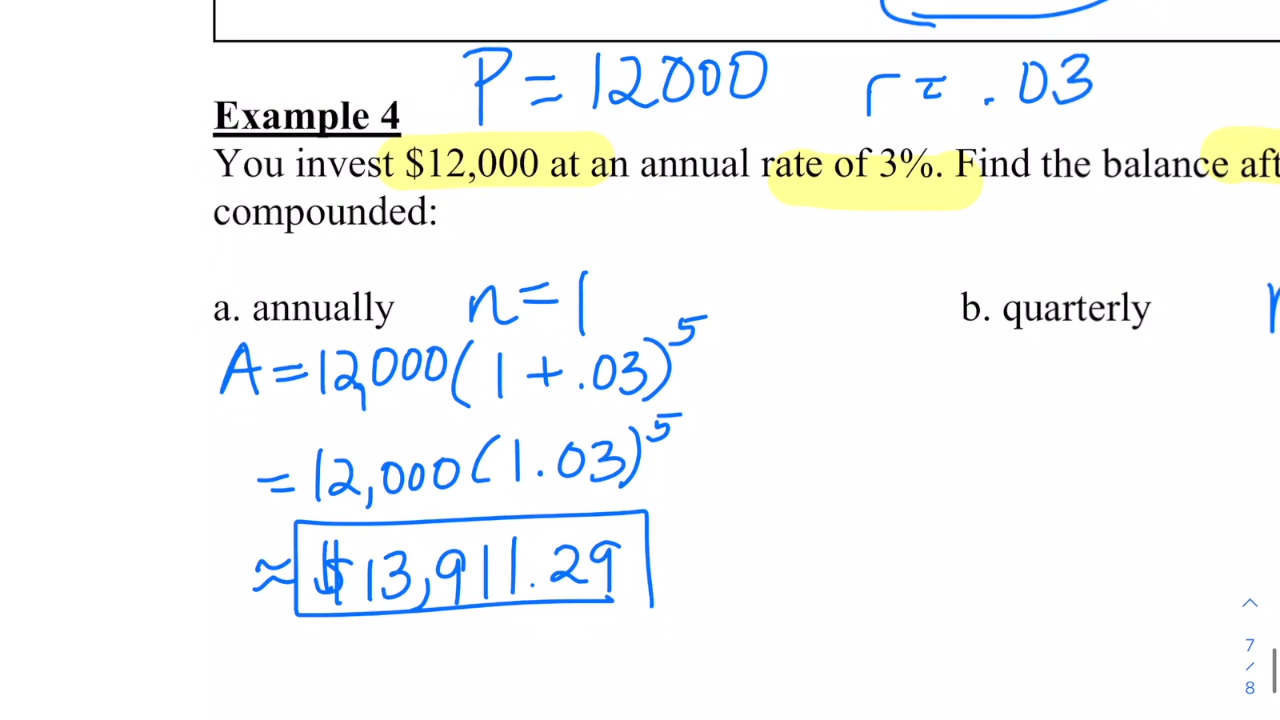 P = 12000 r = .03
Example 4
You invest $12,000 at an annual rate of 3%. Find the balance
compounded:
a. annually n = 1 b. quarterly
A = 12,000(1 + .03)^5
= 12,000(1.03)^5
≈ $13,911.29
7
/
8